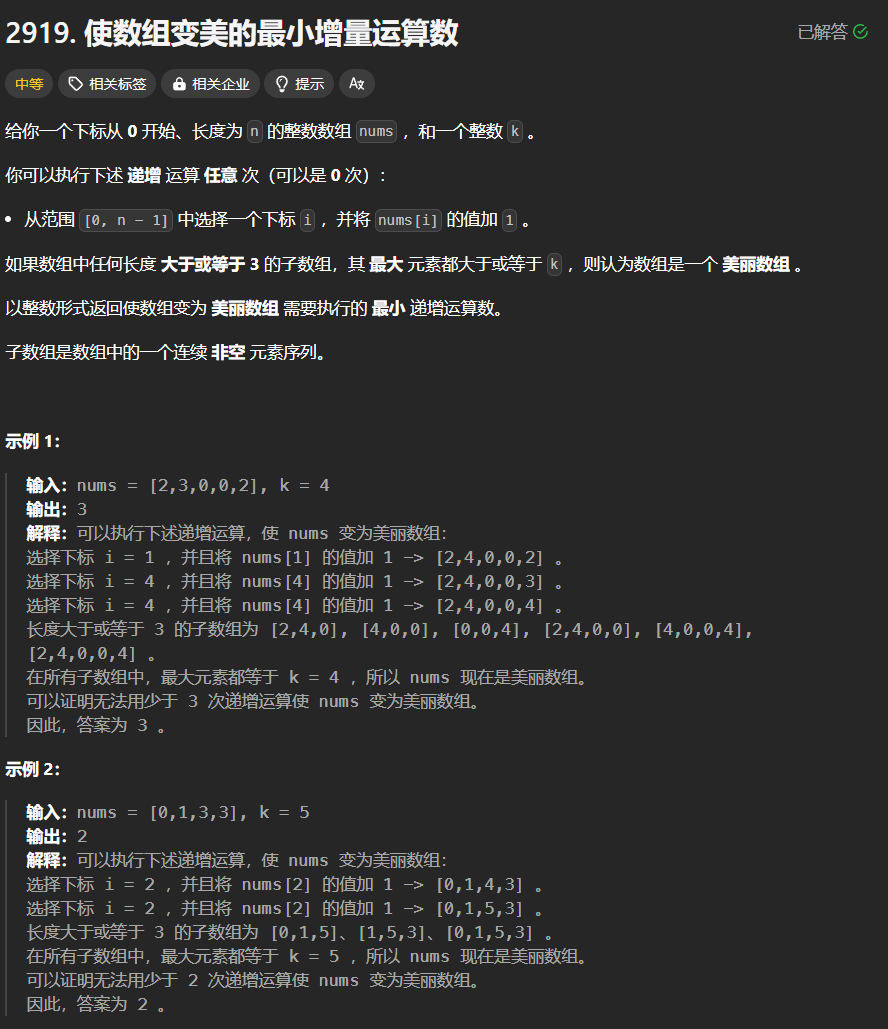 2919. 使数组变美的最小增量运算数
已解答
中等 相关标签 相关企业 提示 Ax
给你一个下标从 0 开始、长度为 n 的整数数组 nums ，和一个整数 k 。
你可以执行下述 递增 运算 任意 次（可以是 0 次）：
• 从范围 [0, n - 1] 中选择一个下标 i ，并将 nums[i] 的值加 1 。
如果数组中任何长度 大于或等于 3 的子数组，其 最大 元素都大于或等于 k ，则认为数组是一个 美丽数组 。
以整数形式返回使数组变为 美丽数组 需要执行的 最小 递增运算数。
子数组是数组中的一个连续 非空 元素序列。
示例 1：
输入：nums = [2,3,0,0,2], k = 4
输出：3
解释：可以执行下述递增运算，使 nums 变为美丽数组：
选择下标 i = 1 ，并且将 nums[1] 的值加 1 -> [2,4,0,0,2] 。
选择下标 i = 4 ，并且将 nums[4] 的值加 1 -> [2,4,0,0,3] 。
选择下标 i = 4 ，并且将 nums[4] 的值加 1 -> [2,4,0,0,4] 。
长度大于或等于 3 的子数组为 [2,4,0], [4,0,0], [0,0,4], [2,4,0,0], [4,0,0,4],
[2,4,0,0,4] 。
在所有子数组中，最大元素都等于 k = 4 ，所以 nums 现在是美丽数组。
可以证明无法用少于 3 次递增运算使 nums 变为美丽数组。
因此，答案为 3 。
示例 2：
输入：nums = [0,1,3,3], k = 5
输出：2
解释：可以执行下述递增运算，使 nums 变为美丽数组：
选择下标 i = 2 ，并且将 nums[2] 的值加 1 -> [0,1,4,3] 。
选择下标 i = 2 ，并且将 nums[2] 的值加 1 -> [0,1,5,3] 。
长度大于或等于 3 的子数组为 [0,1,5]、[1,5,3]、[0,1,5,3] 。
在所有子数组中，最大元素都等于 k = 5 ，所以 nums 现在是美丽数组。
可以证明无法用少于 2 次递增运算使 nums 变为美丽数组。
因此，答案为 2 。